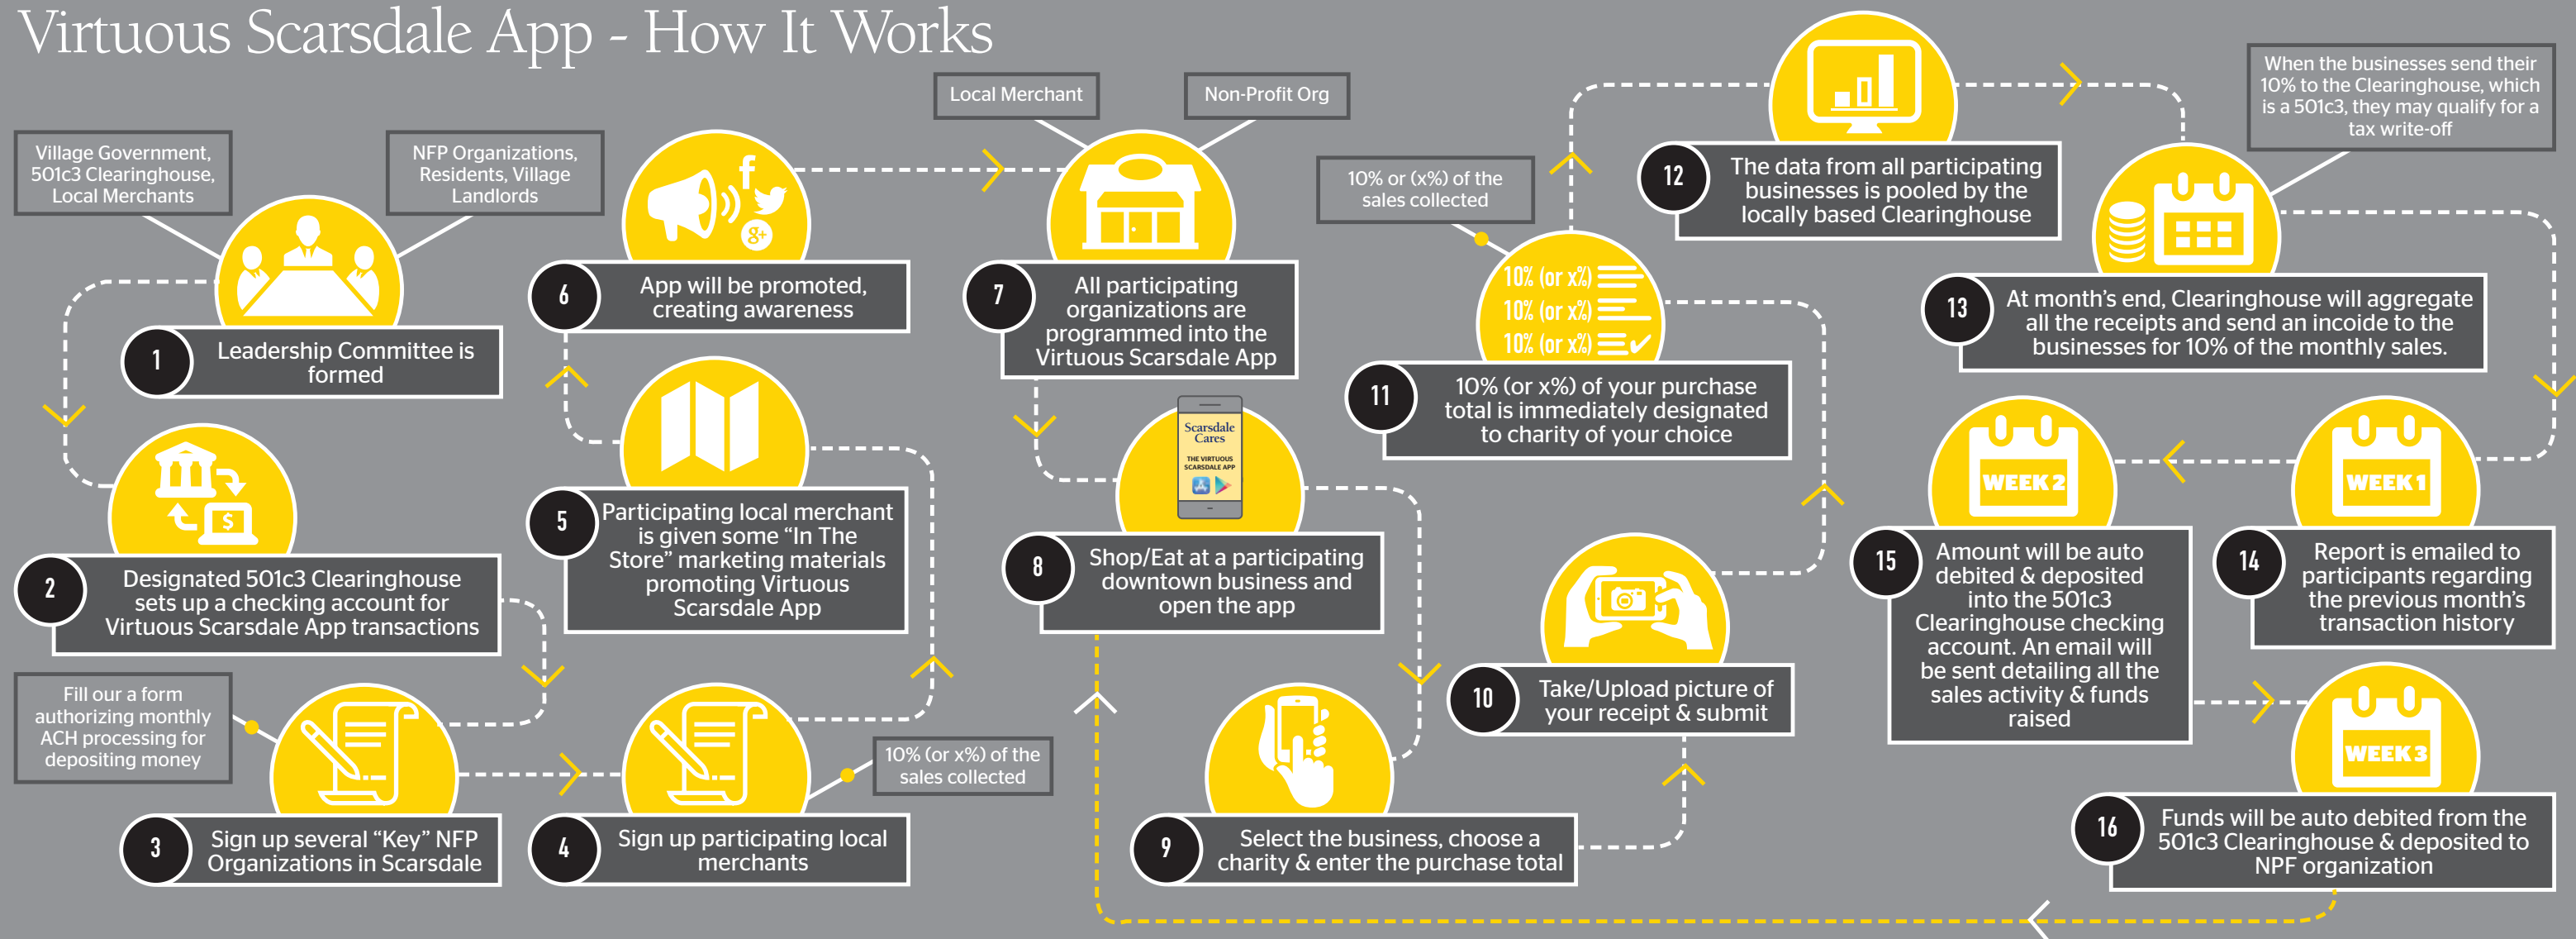 Virtuous Scarsdale App - How It Works
Village Government,
501c3 Clearinghouse,
Local Merchants
NFP Organizations,
Residents, Village
Landlords
1
Leadership Committee is
formed
2
Designated 501c3 Clearinghouse
sets up a checking account for
Virtuous Scarsdale App transactions
$
Fill our a form
authorizing monthly
ACH processing for
depositing money
3
Sign up several “Key” NFP
Organizations in Scarsdale
4
Sign up participating local
merchants
10% (or x%) of the
sales collected
5
Participating local merchant
is given some “In The
Store” marketing materials
promoting Virtuous
Scarsdale App
f
g+
6
App will be promoted,
creating awareness
Local Merchant
Non-Profit Org
7
All participating
organizations are
programmed into the
Virtuous Scarsdale App
Scarsdale
Cares
THE VIRTUOUS
SCARSDALE APP
8
Shop/Eat at a participating
downtown business and
open the app
9
Select the business, choose a
charity & enter the purchase total
10
Take/Upload picture of
your receipt & submit
10% or (x%) of the
sales collected
10% (or x%)
10% (or x%)
10% (or x%)
11
10% (or x%) of your purchase
total is immediately designated
to charity of your choice
12
The data from all participating
businesses is pooled by the
locally based Clearinghouse
When the businesses send their
10% to the Clearinghouse, which
is a 501c3, they may qualify for a
tax write-off
13
At month’s end, Clearinghouse will aggregate
all the receipts and send an incoide to the
businesses for 10% of the monthly sales.
WEEK 1
14
Report is emailed to
participants regarding
the previous month’s
transaction history
WEEK 2
15
Amount will be auto
debited & deposited
into the 501c3
Clearinghouse checking
account. An email will
be sent detailing all the
sales activity & funds
raised
WEEK 3
16
Funds will be auto debited from the
501c3 Clearinghouse & deposited to
NPF organization